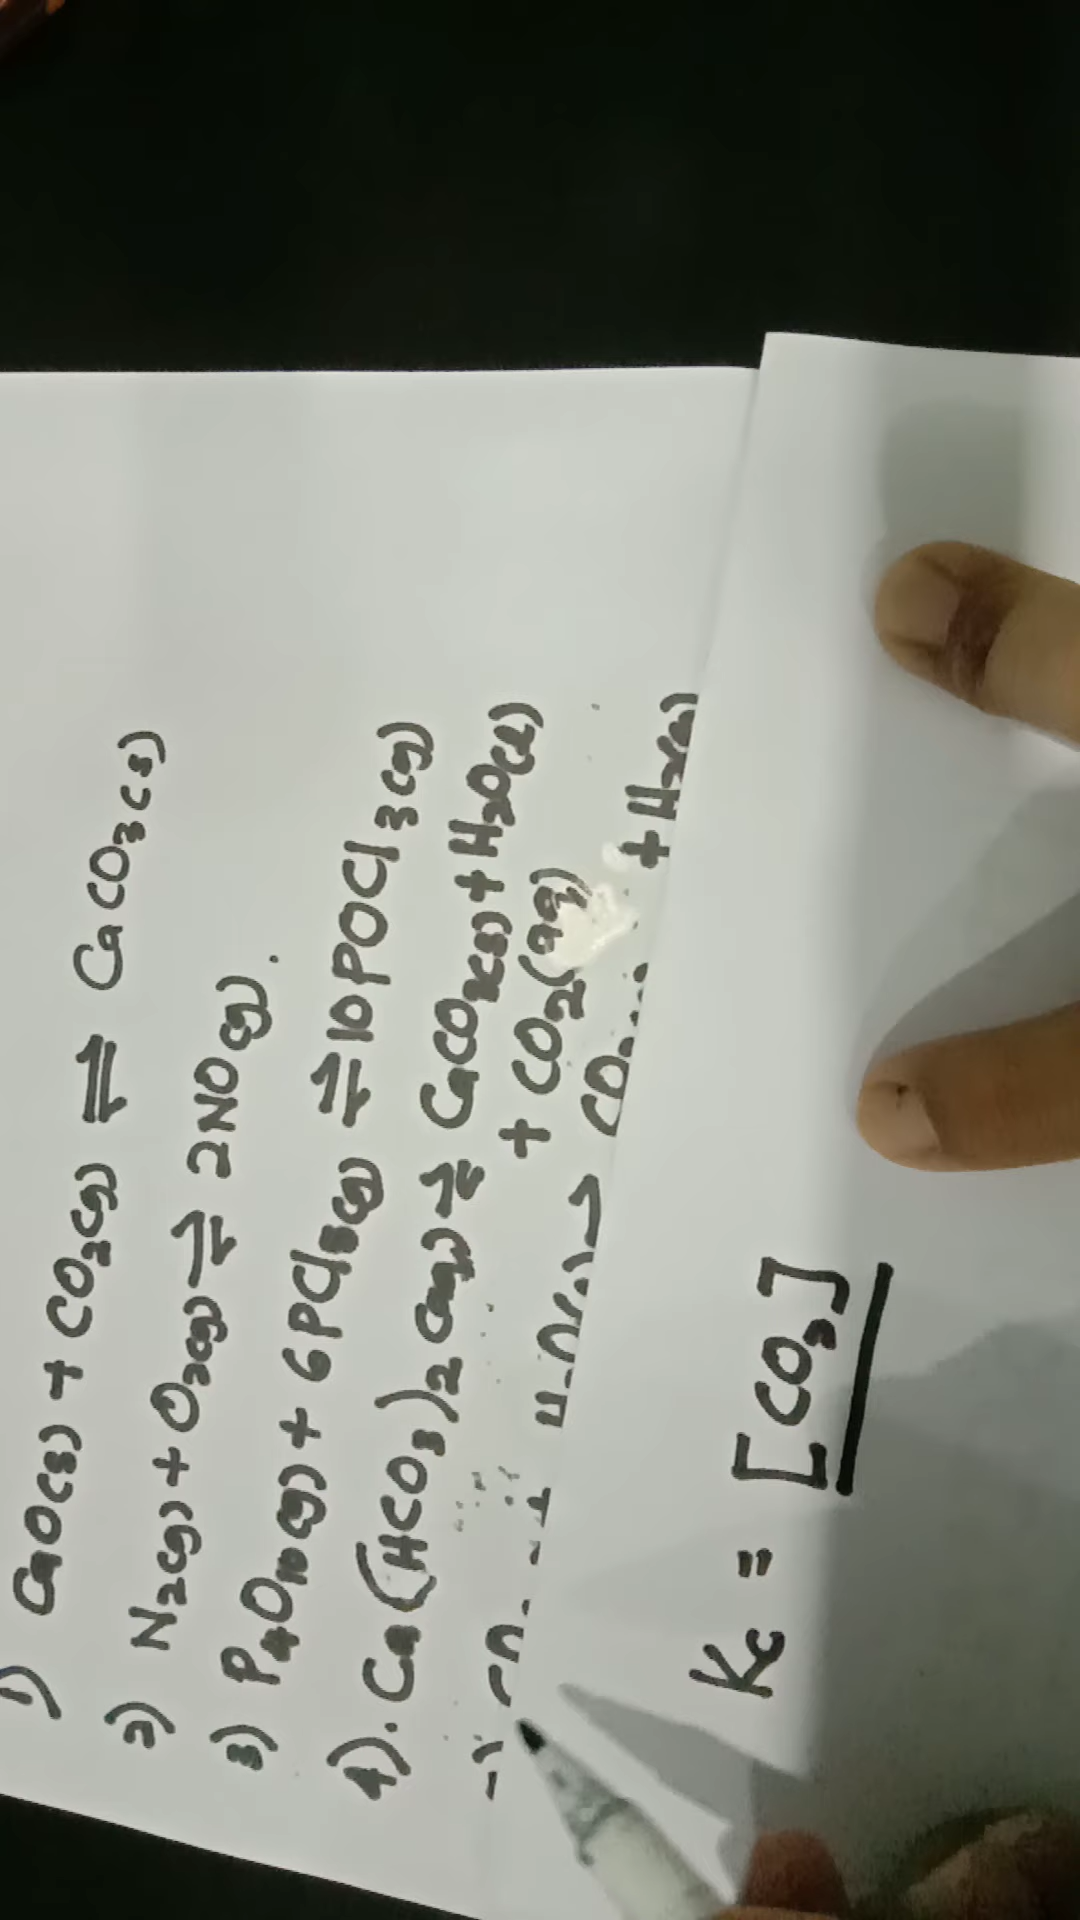 1) CaO(s) + CO2(g) ⇌ CaCO3(s)
2) N2(g) + O2(g) ⇌ 2NO(g).
3) P4O10(g) + 6PCl5(g) ⇌ 10POCl3(g)
4). Ca(HCO3)2(aq) ⇌ CaCO3(s) + H2O(l)
+ CO2(aq)
Kc = [CO2]